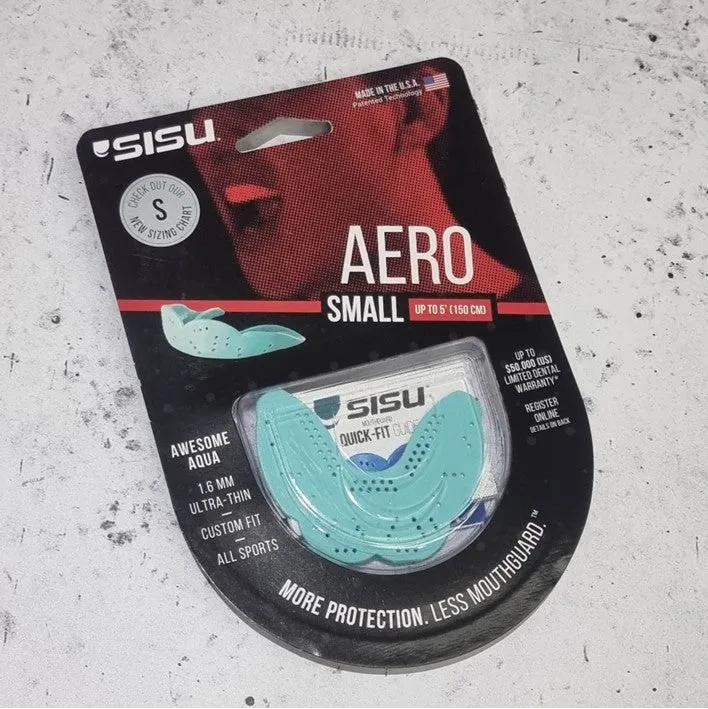 MADE IN THE U.S.A.
Patented Technology
SISU
CHECK OUT OUR
S
NEW SIZING CHART
AERO
SMALL UP TO 5' (150 CM)
UP TO
$50,000 (US)
LIMITED DENTAL
WARRANTY*
REGISTER
ONLINE
DETAILS ON BACK
SISU
MOUTHGUARD
QUICK-FIT GUIDE
AWESOME
AQUA
1.6 MM
ULTRA-THIN
CUSTOM FIT
ALL SPORTS
MORE PROTECTION. LESS MOUTHGUARD.™